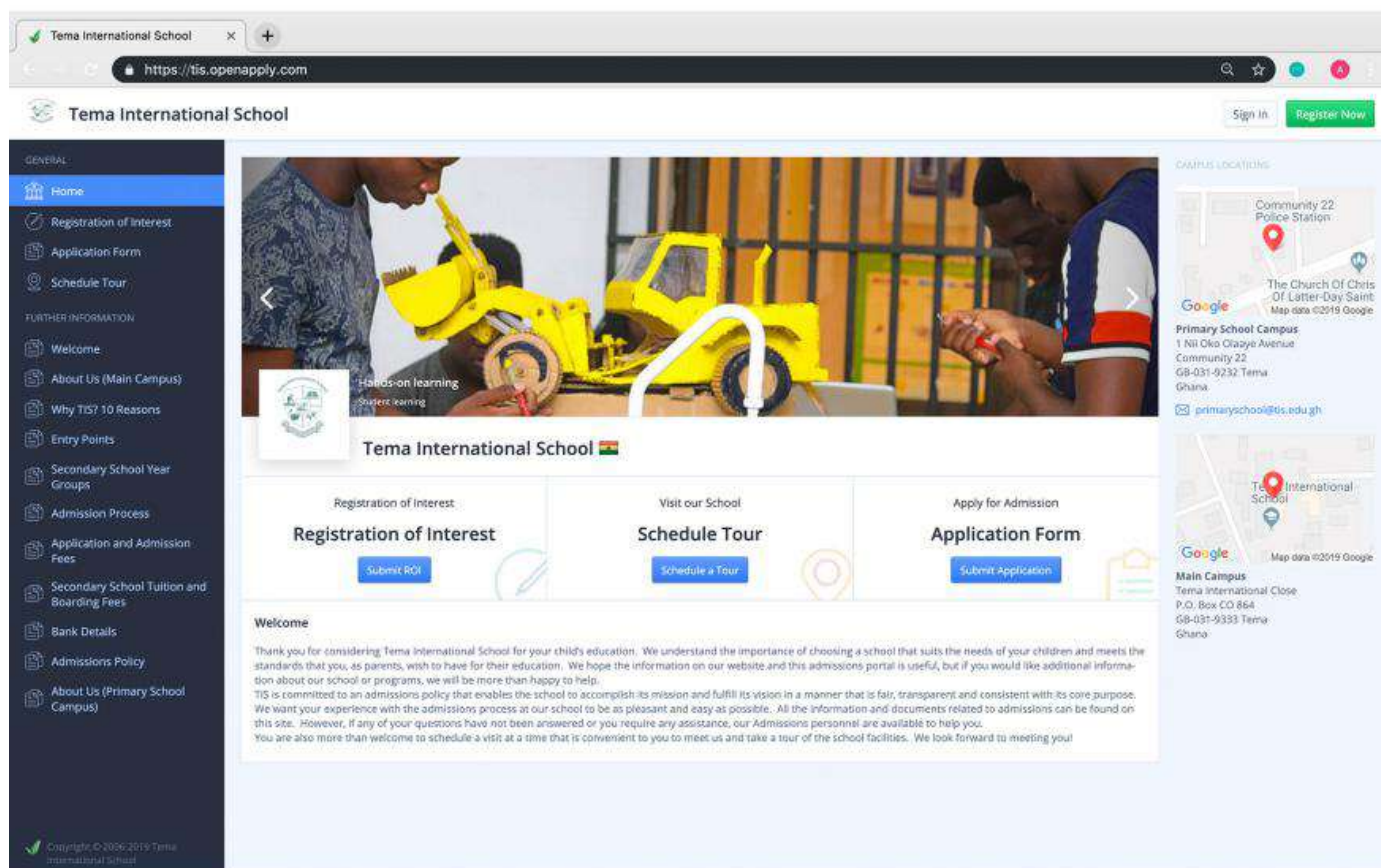 Tema International School
https://tis.openapply.com
A
Tema International School
Sign In
Register Now
GENERAL
Home
Registration of Interest
Application Form
Schedule Tour
FURTHER INFORMATION
Welcome
About Us (Main Campus)
Why TIS? 10 Reasons
Entry Points
Secondary School Year
Groups
Admission Process
Application and Admission
Fees
Secondary School Tuition and
Boarding Fees
Bank Details
Admissions Policy
About Us (Primary School
Campus)
Copyright © 2006-2019 Tema
International School
Hands-on learning
Student learning
Tema International School
Registration of Interest
Registration of Interest
Submit ROI
Visit our School
Schedule Tour
Schedule a Tour
Apply for Admission
Application Form
Submit Application
Welcome
Thank you for considering Tema International School for your child's education. We understand the importance of choosing a school that suits the needs of your children and meets the
standards that you, as parents, wish to have for their education. We hope the information on our website and this admissions portal is useful, but if you would like additional informa-
tion about our school or programs, we will be more than happy to help.
TIS is committed to an admissions policy that enables the school to accomplish its mission and fulfill its vision in a manner that is fair, transparent and consistent with its core purpose.
We want your experience with the admissions process at our school to be as pleasant and easy as possible. All the information and documents related to admissions can be found on
this site. However, if any of your questions have not been answered or you require any assistance, our Admissions personnel are available to help you.
You are also more than welcome to schedule a visit at a time that is convenient to you to meet us and take a tour of the school facilities. We look forward to meeting you!
CAMPUS LOCATIONS
Community 22
Police Station
The Church Of Chris
Of Latter-Day Saint
Google
Map data ©2019 Google
Primary School Campus
1 Nii Oko Olaaye Avenue
Community 22
GB-031-9232 Tema
Ghana
primaryschool@tis.edu.gh
International
School
Google
Map data ©2019 Google
Main Campus
Tema International Close
P.O. Box CO 864
GB-031-9333 Tema
Ghana